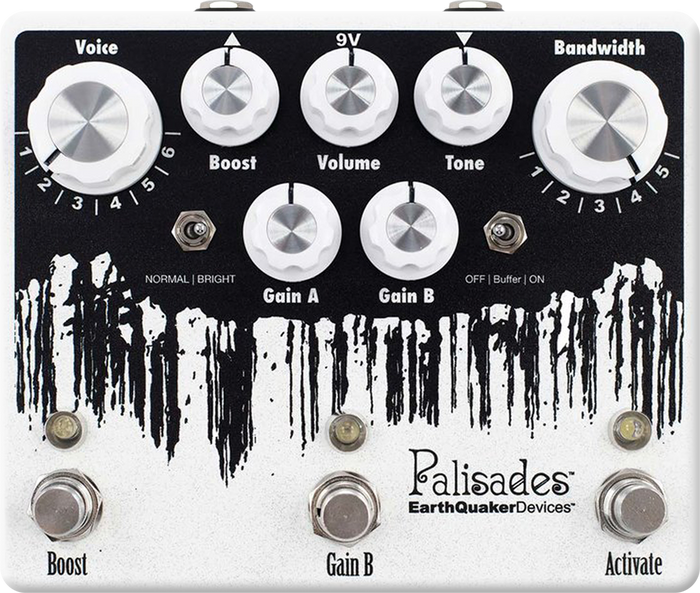 Voice
9V
Bandwidth
Boost
Volume
Tone
1 | 2 | 3 | 4 | 5 | 6
1 | 2 | 3 | 4 | 5
NORMAL | BRIGHT
OFF | Buffer | ON
Gain A
Gain B
Palisades™
EarthQuakerDevices™
Boost
Gain B
Activate